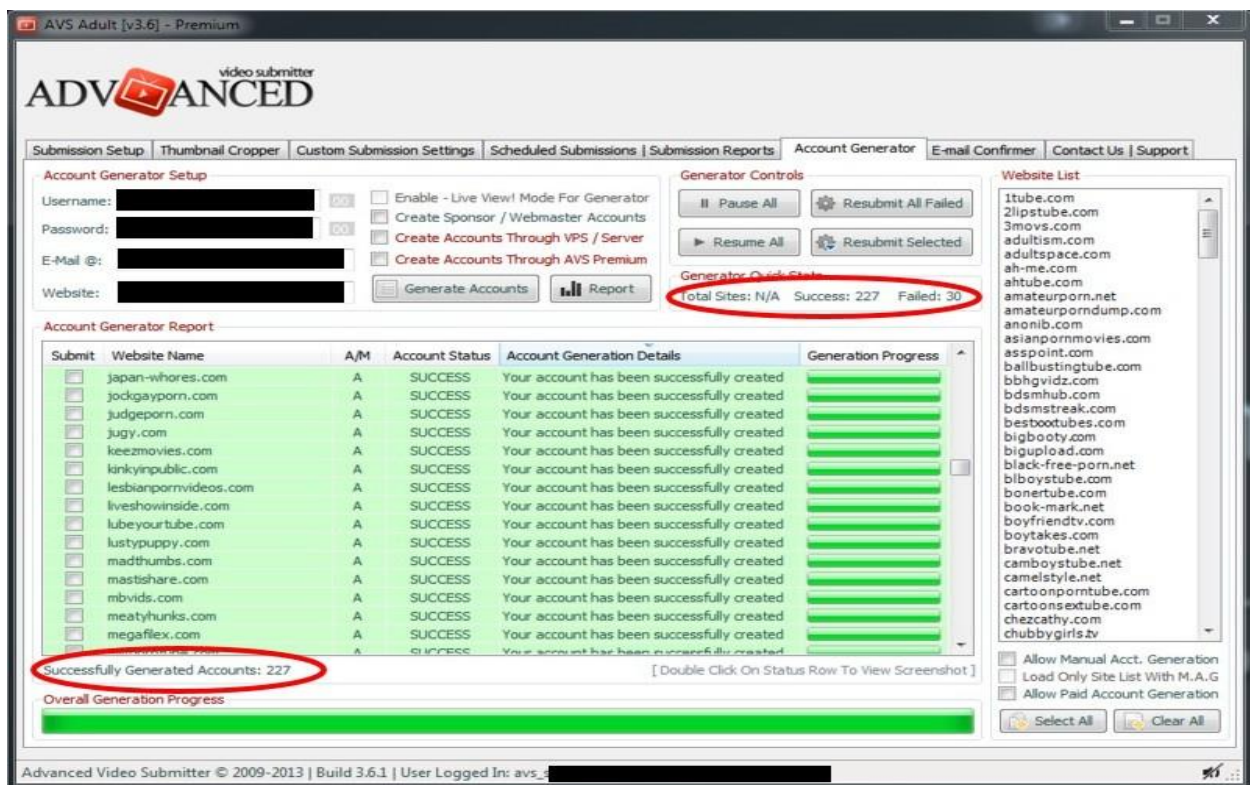 AVS Adult [v3.6] - Premium
video submitter
ADVANCED
Submission Setup
Thumbnail Cropper
Custom Submission Settings
Scheduled Submissions | Submission Reports
Account Generator
E-mail Confirmer
Contact Us | Support
Account Generator Setup
Username:
GO
Password:
GO
E-Mail @:
Website:
Enable - Live View! Mode For Generator
Create Sponsor / Webmaster Accounts
Create Accounts Through VPS / Server
Create Accounts Through AVS Premium
Generate Accounts
Report
Generator Controls
Pause All
Resubmit All Failed
Resume All
Resubmit Selected
Generator Quick Stats
Total Sites: N/A Success: 227 Failed: 30
Account Generator Report
Submit Website Name A/M Account Status Account Generation Details Generation Progress
japan-whores.com A SUCCESS Your account has been successfully created
jockgayporn.com A SUCCESS Your account has been successfully created
judgeporn.com A SUCCESS Your account has been successfully created
jugy.com A SUCCESS Your account has been successfully created
keezmovies.com A SUCCESS Your account has been successfully created
kinkyinpublic.com A SUCCESS Your account has been successfully created
lesbianpornvideos.com A SUCCESS Your account has been successfully created
liveshowinside.com A SUCCESS Your account has been successfully created
lubeyourtube.com A SUCCESS Your account has been successfully created
lustypuppy.com A SUCCESS Your account has been successfully created
madthumbs.com A SUCCESS Your account has been successfully created
mastishare.com A SUCCESS Your account has been successfully created
mbvids.com A SUCCESS Your account has been successfully created
meatyhunks.com A SUCCESS Your account has been successfully created
megafilex.com A SUCCESS Your account has been successfully created
A SUCCESS Your account has been successfully created
Successfully Generated Accounts: 227
[ Double Click On Status Row To View Screenshot ]
Overall Generation Progress
Website List
1tube.com
2lipstube.com
3movs.com
adultism.com
adultspace.com
ah-me.com
ahtube.com
amateurporn.net
amateurporndump.com
anonib.com
asianpornmovies.com
asspoint.com
ballbustingtube.com
bbhgvidz.com
bdsmhub.com
bdsmstreak.com
bestxxxtubes.com
bigbooty.com
bigupload.com
black-free-porn.net
blboystube.com
bonertube.com
book-mark.net
boyfriendtv.com
boytakes.com
bravotube.net
camboystube.com
camelstyle.net
cartoonporntube.com
cartoonsextube.com
chezcathy.com
chubbygirls.tv
Allow Manual Acct. Generation
Load Only Site List With M.A.G
Allow Paid Account Generation
Select All
Clear All
Advanced Video Submitter © 2009-2013 | Build 3.6.1 | User Logged In: avs_s